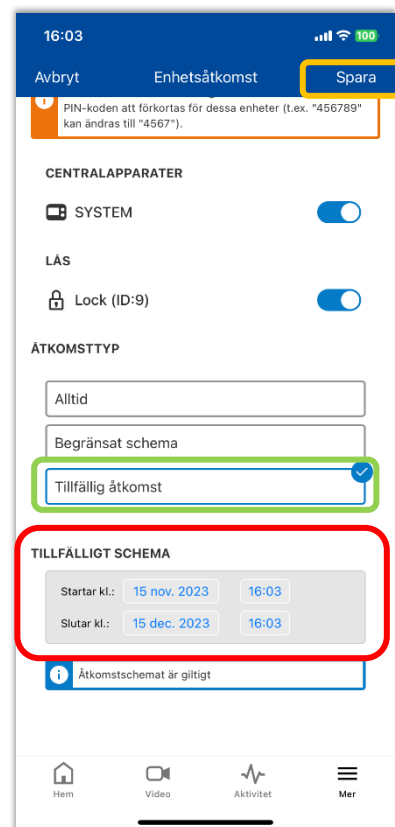 16:03
100
Avbryt Enhetsåtkomst Spara
PIN-koden att förkortas för dessa enheter (t.ex. "456789"
kan ändras till "4567").
CENTRALAPPARATER
SYSTEM
LÅS
Lock (ID:9)
ÅTKOMSTTYP
Alltid
Begränsat schema
Tillfällig åtkomst
TILLFÄLLIGT SCHEMA
Startar kl.: 15 nov. 2023 16:03
Slutar kl.: 15 dec. 2023 16:03
Åtkomstschemat är giltigt
Hem Video Aktivitet Mer